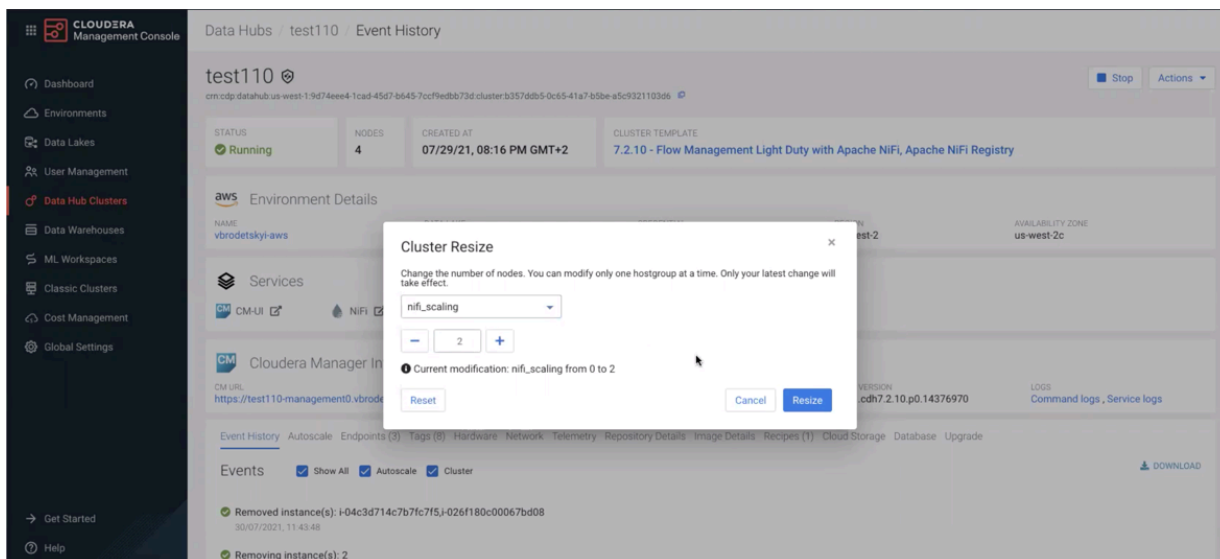 CLOUDERA
Management Console
Dashboard
Environments
Data Lakes
User Management
Data Hub Clusters
Data Warehouses
ML Workspaces
Classic Clusters
Cost Management
Global Settings
Get Started
Help
Data Hubs / test110 / Event History
test110
Stop
Actions
crn:cdp:datahub:us-west-1:9d74eee4-1cad-45d7-b645-7ccf9edbb73d:cluster:b357ddb5-0c65-41a7-b5be-a5c9321103d6
STATUS
Running
NODES
4
CREATED AT
07/29/21, 08:16 PM GMT+2
CLUSTER TEMPLATE
7.2.10 - Flow Management Light Duty with Apache NiFi, Apache NiFi Registry
aws Environment Details
NAME
vbrodetskyi-aws
est-2
AVAILABILITY ZONE
us-west-2c
Services
CM CM-UI
NiFi
CM Cloudera Manager In
CM URL
https://test110-management0.vbrode
VERSION
.cdh7.2.10.p0.14376970
LOGS
Command logs , Service logs
Cluster Resize
×
Change the number of nodes. You can modify only one hostgroup at a time. Only your latest change will
take effect.
nifi_scaling
− 2 +
Current modification: nifi_scaling from 0 to 2
Reset
Cancel
Resize
Event History Autoscale Endpoints (3) Tags (8) Hardware Network Telemetry Repository Details Image Details Recipes (1) Cloud Storage Database Upgrade
Events Show All Autoscale Cluster
DOWNLOAD
Removed instance(s): i-04c3d714c7b7fc7f5,i-026f180c00067bd08
30/07/2021, 11:43:48
Removing instance(s): 2